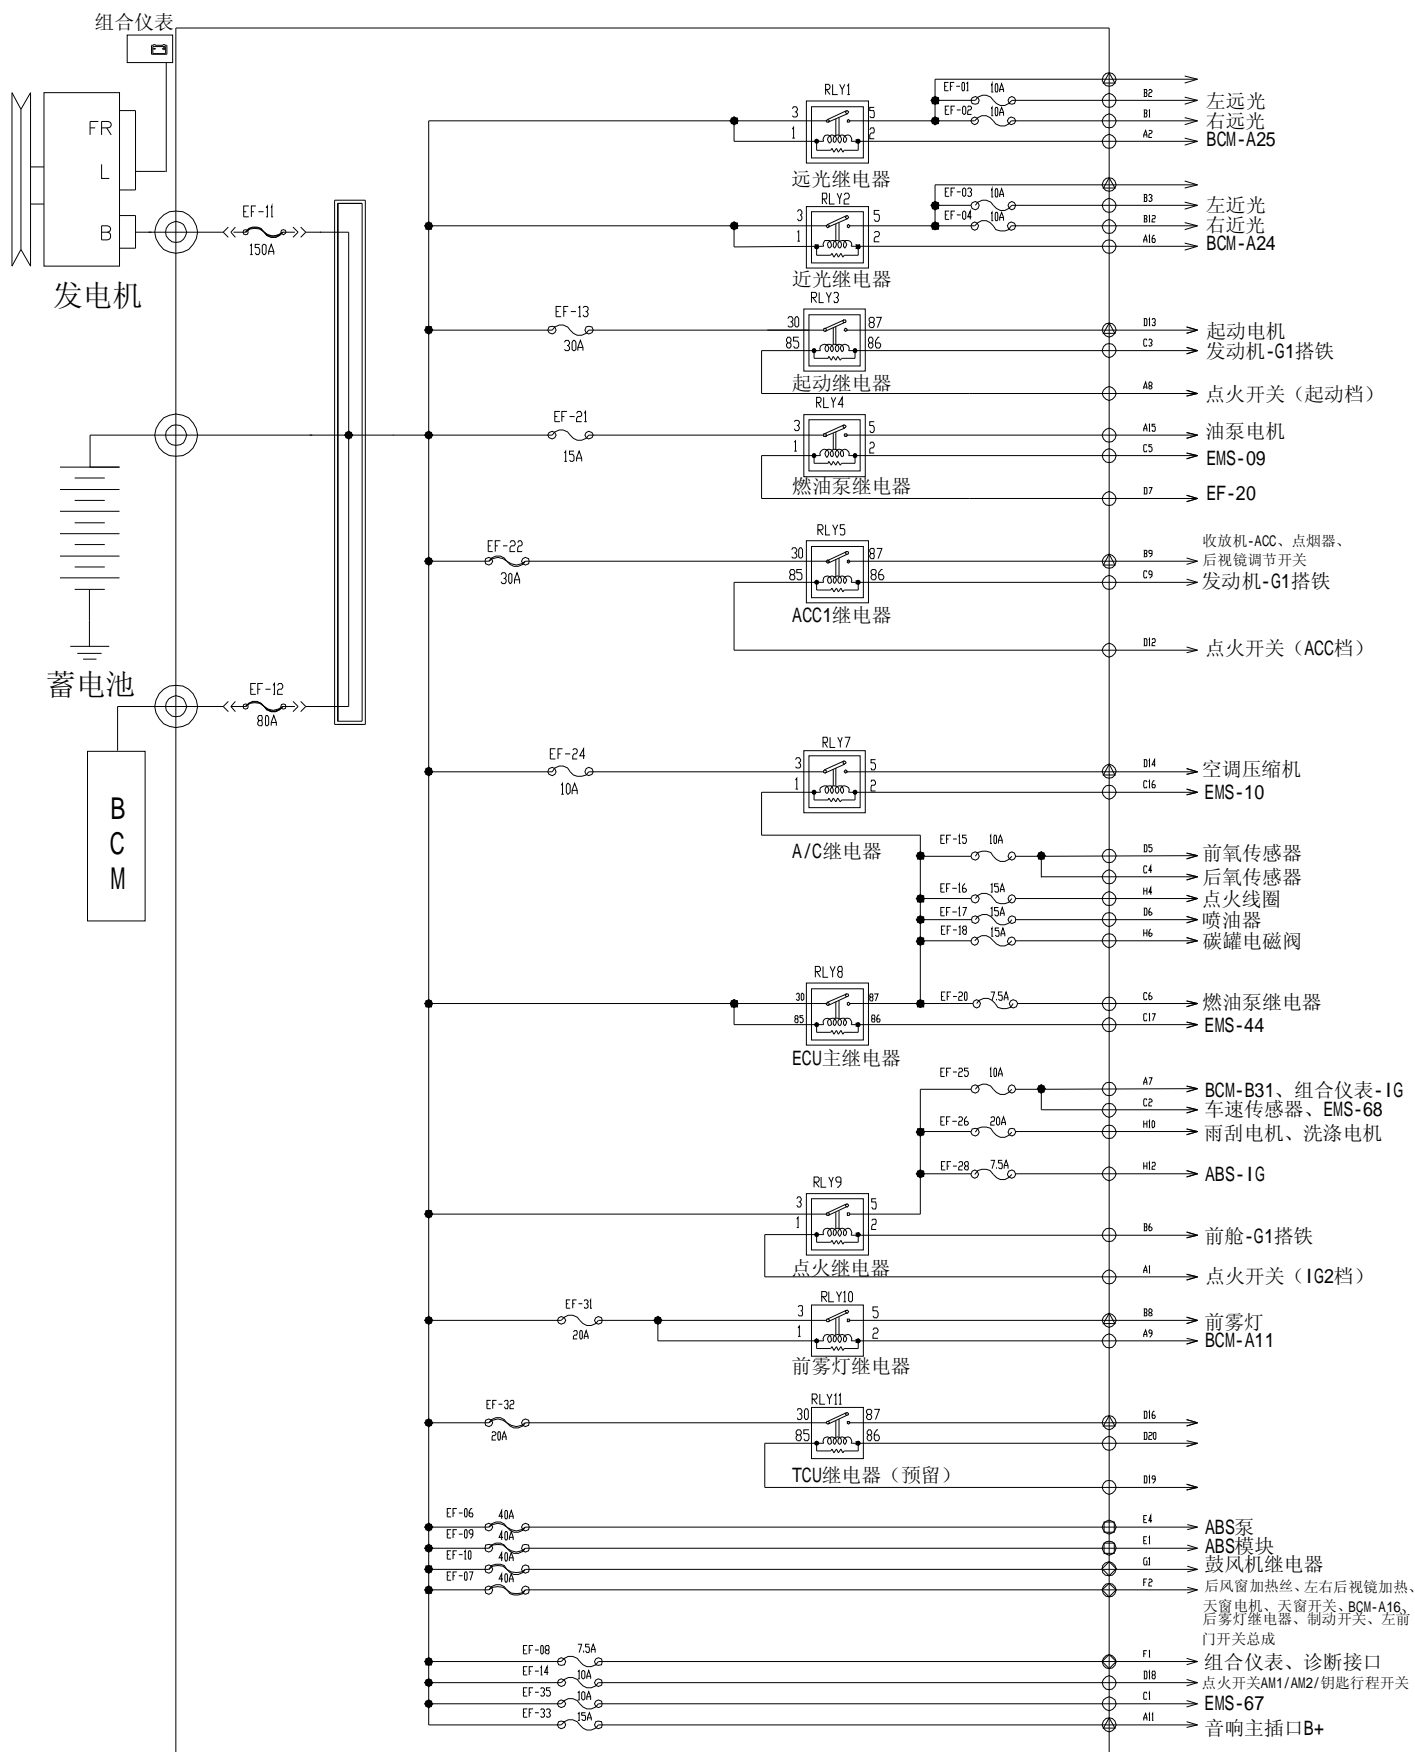 组合仪表
FR
L
B
发电机
EF-11
150A
蓄电池
EF-12
80A
B
C
M
RLY1
3
5
1
2
远光继电器
EF-01
10A
EF-02
10A
B2
左远光
B1
右远光
A2
BCM-A25
RLY2
3
5
1
2
近光继电器
EF-03
10A
EF-04
10A
B3
左近光
B12
右近光
A16
BCM-A24
EF-13
30A
RLY3
30
87
85
86
起动继电器
D13
起动电机
C3
发动机-G1搭铁
A8
点火开关（起动档）
EF-21
15A
RLY4
3
5
1
2
燃油泵继电器
A15
油泵电机
C5
EMS-09
D7
EF-20
EF-22
30A
RLY5
30
87
85
86
ACC1继电器
收放机-ACC、点烟器、
B9
后视镜调节开关
C9
发动机-G1搭铁
D12
点火开关（ACC档）
EF-24
10A
RLY7
3
5
1
2
A/C继电器
D14
空调压缩机
C16
EMS-10
EF-15
10A
D5
前氧传感器
C4
后氧传感器
EF-16
15A
H4
点火线圈
EF-17
15A
D6
喷油器
EF-18
15A
H6
碳罐电磁阀
RLY8
30
87
85
86
ECU主继电器
EF-20
7.5A
C6
燃油泵继电器
C17
EMS-44
EF-25
10A
A7
BCM-B31、组合仪表-IG
C2
车速传感器、EMS-68
EF-26
20A
H10
雨刮电机、洗涤电机
EF-28
7.5A
H12
ABS-IG
RLY9
3
5
1
2
点火继电器
B6
前舱-G1搭铁
A1
点火开关（IG2档）
EF-31
20A
RLY10
3
5
1
2
前雾灯继电器
B8
前雾灯
A9
BCM-A11
EF-32
20A
RLY11
30
87
85
86
TCU继电器（预留）
D16
D20
D19
EF-06
40A
E4
ABS泵
EF-09
40A
E1
ABS模块
EF-10
40A
G1
鼓风机继电器
EF-07
40A
F2
后风窗加热丝、左右后视镜加热、
天窗电机、天窗开关、BCM-A16、
后雾灯继电器、制动开关、左前
门开关总成
EF-08
7.5A
F1
组合仪表、诊断接口
EF-14
10A
D18
点火开关AM1/AM2/钥匙行程开关
EF-35
10A
C1
EMS-67
EF-33
15A
A11
音响主插口B+